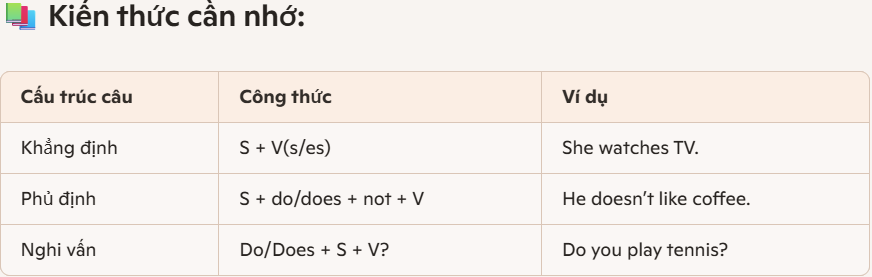 Kiến thức cần nhớ:
Cấu trúc câu Công thức Ví dụ
Khẳng định S + V(s/es) She watches TV.
Phủ định S + do/does + not + V He doesn’t like coffee.
Nghi vấn Do/Does + S + V? Do you play tennis?